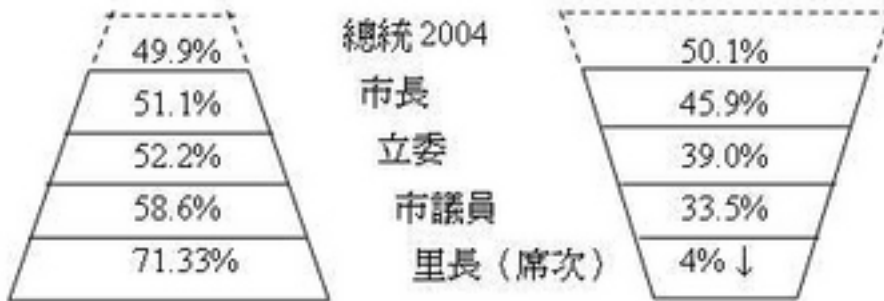 49.9% 總統 2004 50.1%
51.1% 市長 45.9%
52.2% 立委 39.0%
58.6% 市議員 33.5%
71.33% 里長（席次） 4%↓